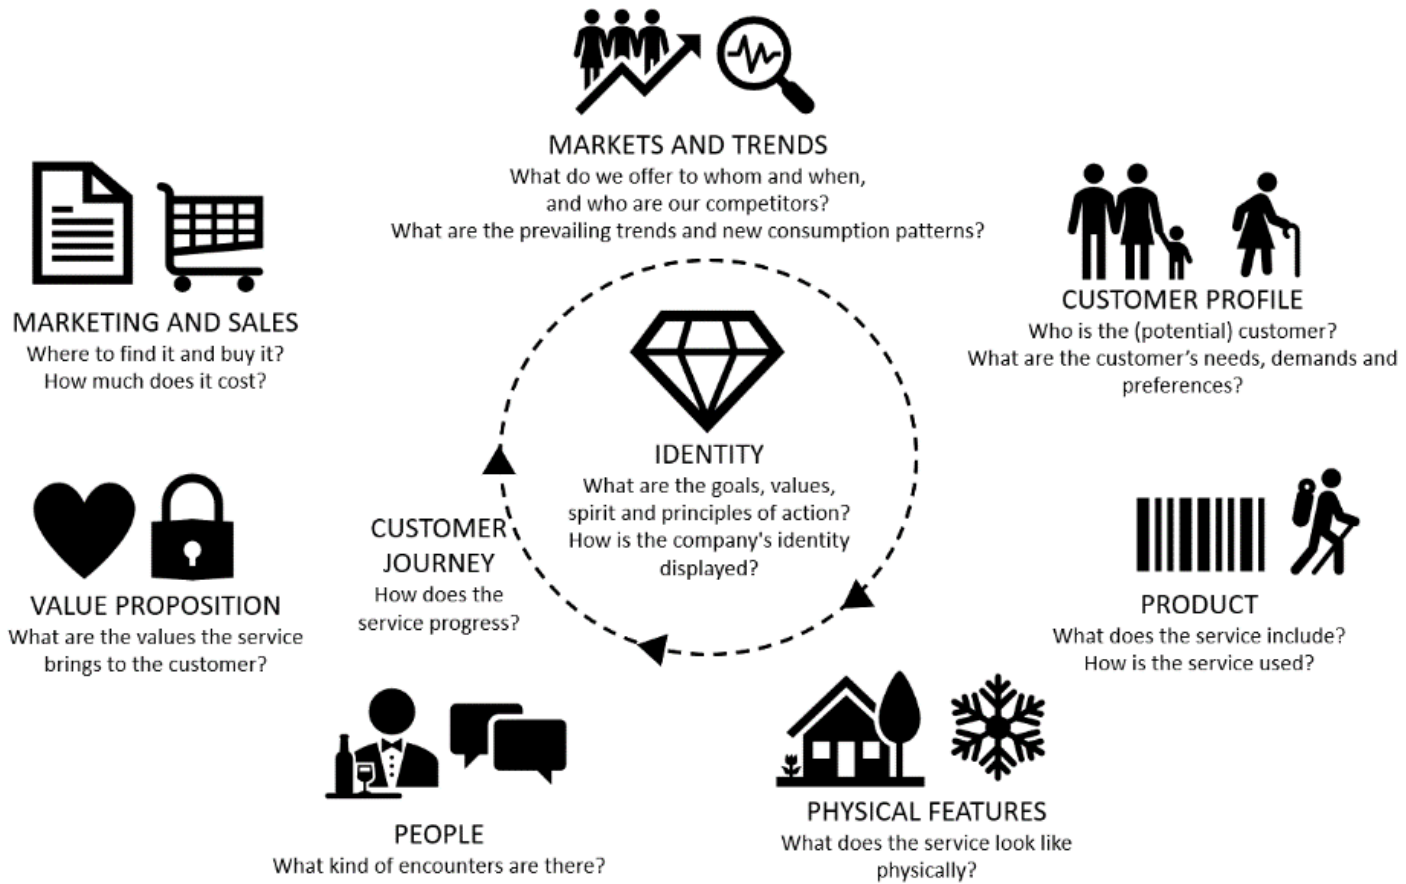 MARKETS AND TRENDS
What do we offer to whom and when,
and who are our competitors?
What are the prevailing trends and new consumption patterns?
CUSTOMER PROFILE
Who is the (potential) customer?
What are the customer’s needs, demands and
preferences?
MARKETING AND SALES
Where to find it and buy it?
How much does it cost?
IDENTITY
What are the goals, values,
spirit and principles of action?
How is the company's identity
displayed?
CUSTOMER
JOURNEY
How does the
service progress?
PRODUCT
What does the service include?
How is the service used?
VALUE PROPOSITION
What are the values the service
brings to the customer?
PHYSICAL FEATURES
What does the service look like
physically?
PEOPLE
What kind of encounters are there?